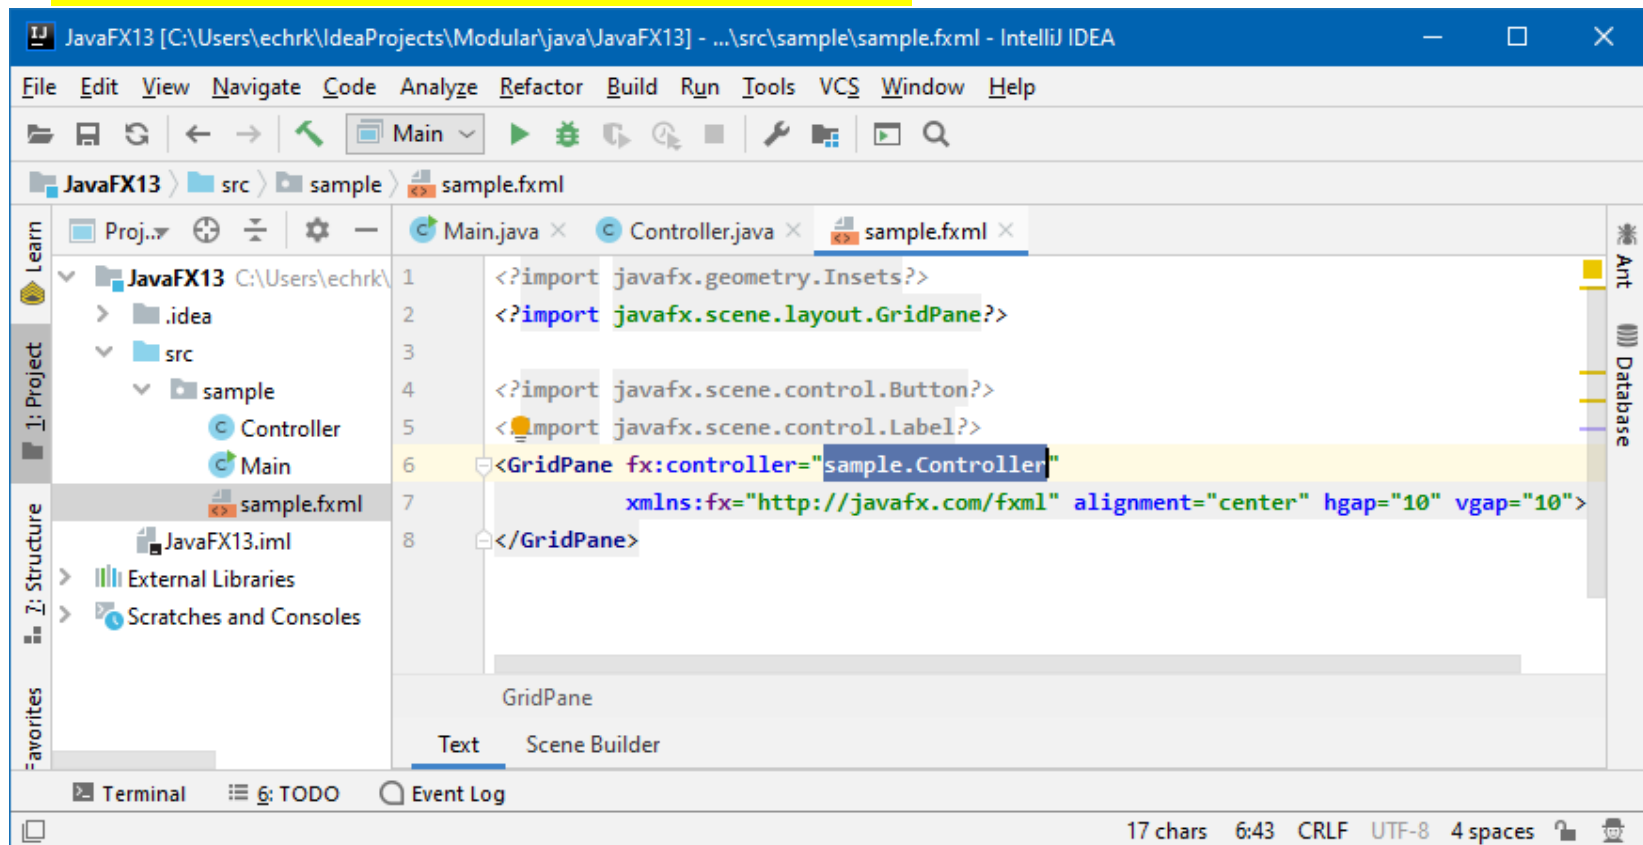 JavaFX13 [C:\Users\echrk\IdeaProjects\Modular\java\JavaFX13] - ...\src\sample\sample.fxml - IntelliJ IDEA
File Edit View Navigate Code Analyze Refactor Build Run Tools VCS Window Help
Main
JavaFX13 src sample sample.fxml
Learn
1: Project
7: Structure
Favorites
Proj..
JavaFX13 C:\Users\echrk\
.idea
src
sample
Controller
Main
sample.fxml
JavaFX13.iml
External Libraries
Scratches and Consoles
Main.java Controller.java sample.fxml
1 <?import javafx.geometry.Insets?>
2 <?import javafx.scene.layout.GridPane?>
3
4 <?import javafx.scene.control.Button?>
5 <?import javafx.scene.control.Label?>
6 <GridPane fx:controller="sample.Controller"
7 xmlns:fx="http://javafx.com/fxml" alignment="center" hgap="10" vgap="10">
8 </GridPane>
GridPane
Text Scene Builder
Ant
Database
Terminal 6: TODO Event Log
17 chars 6:43 CRLF UTF-8 4 spaces